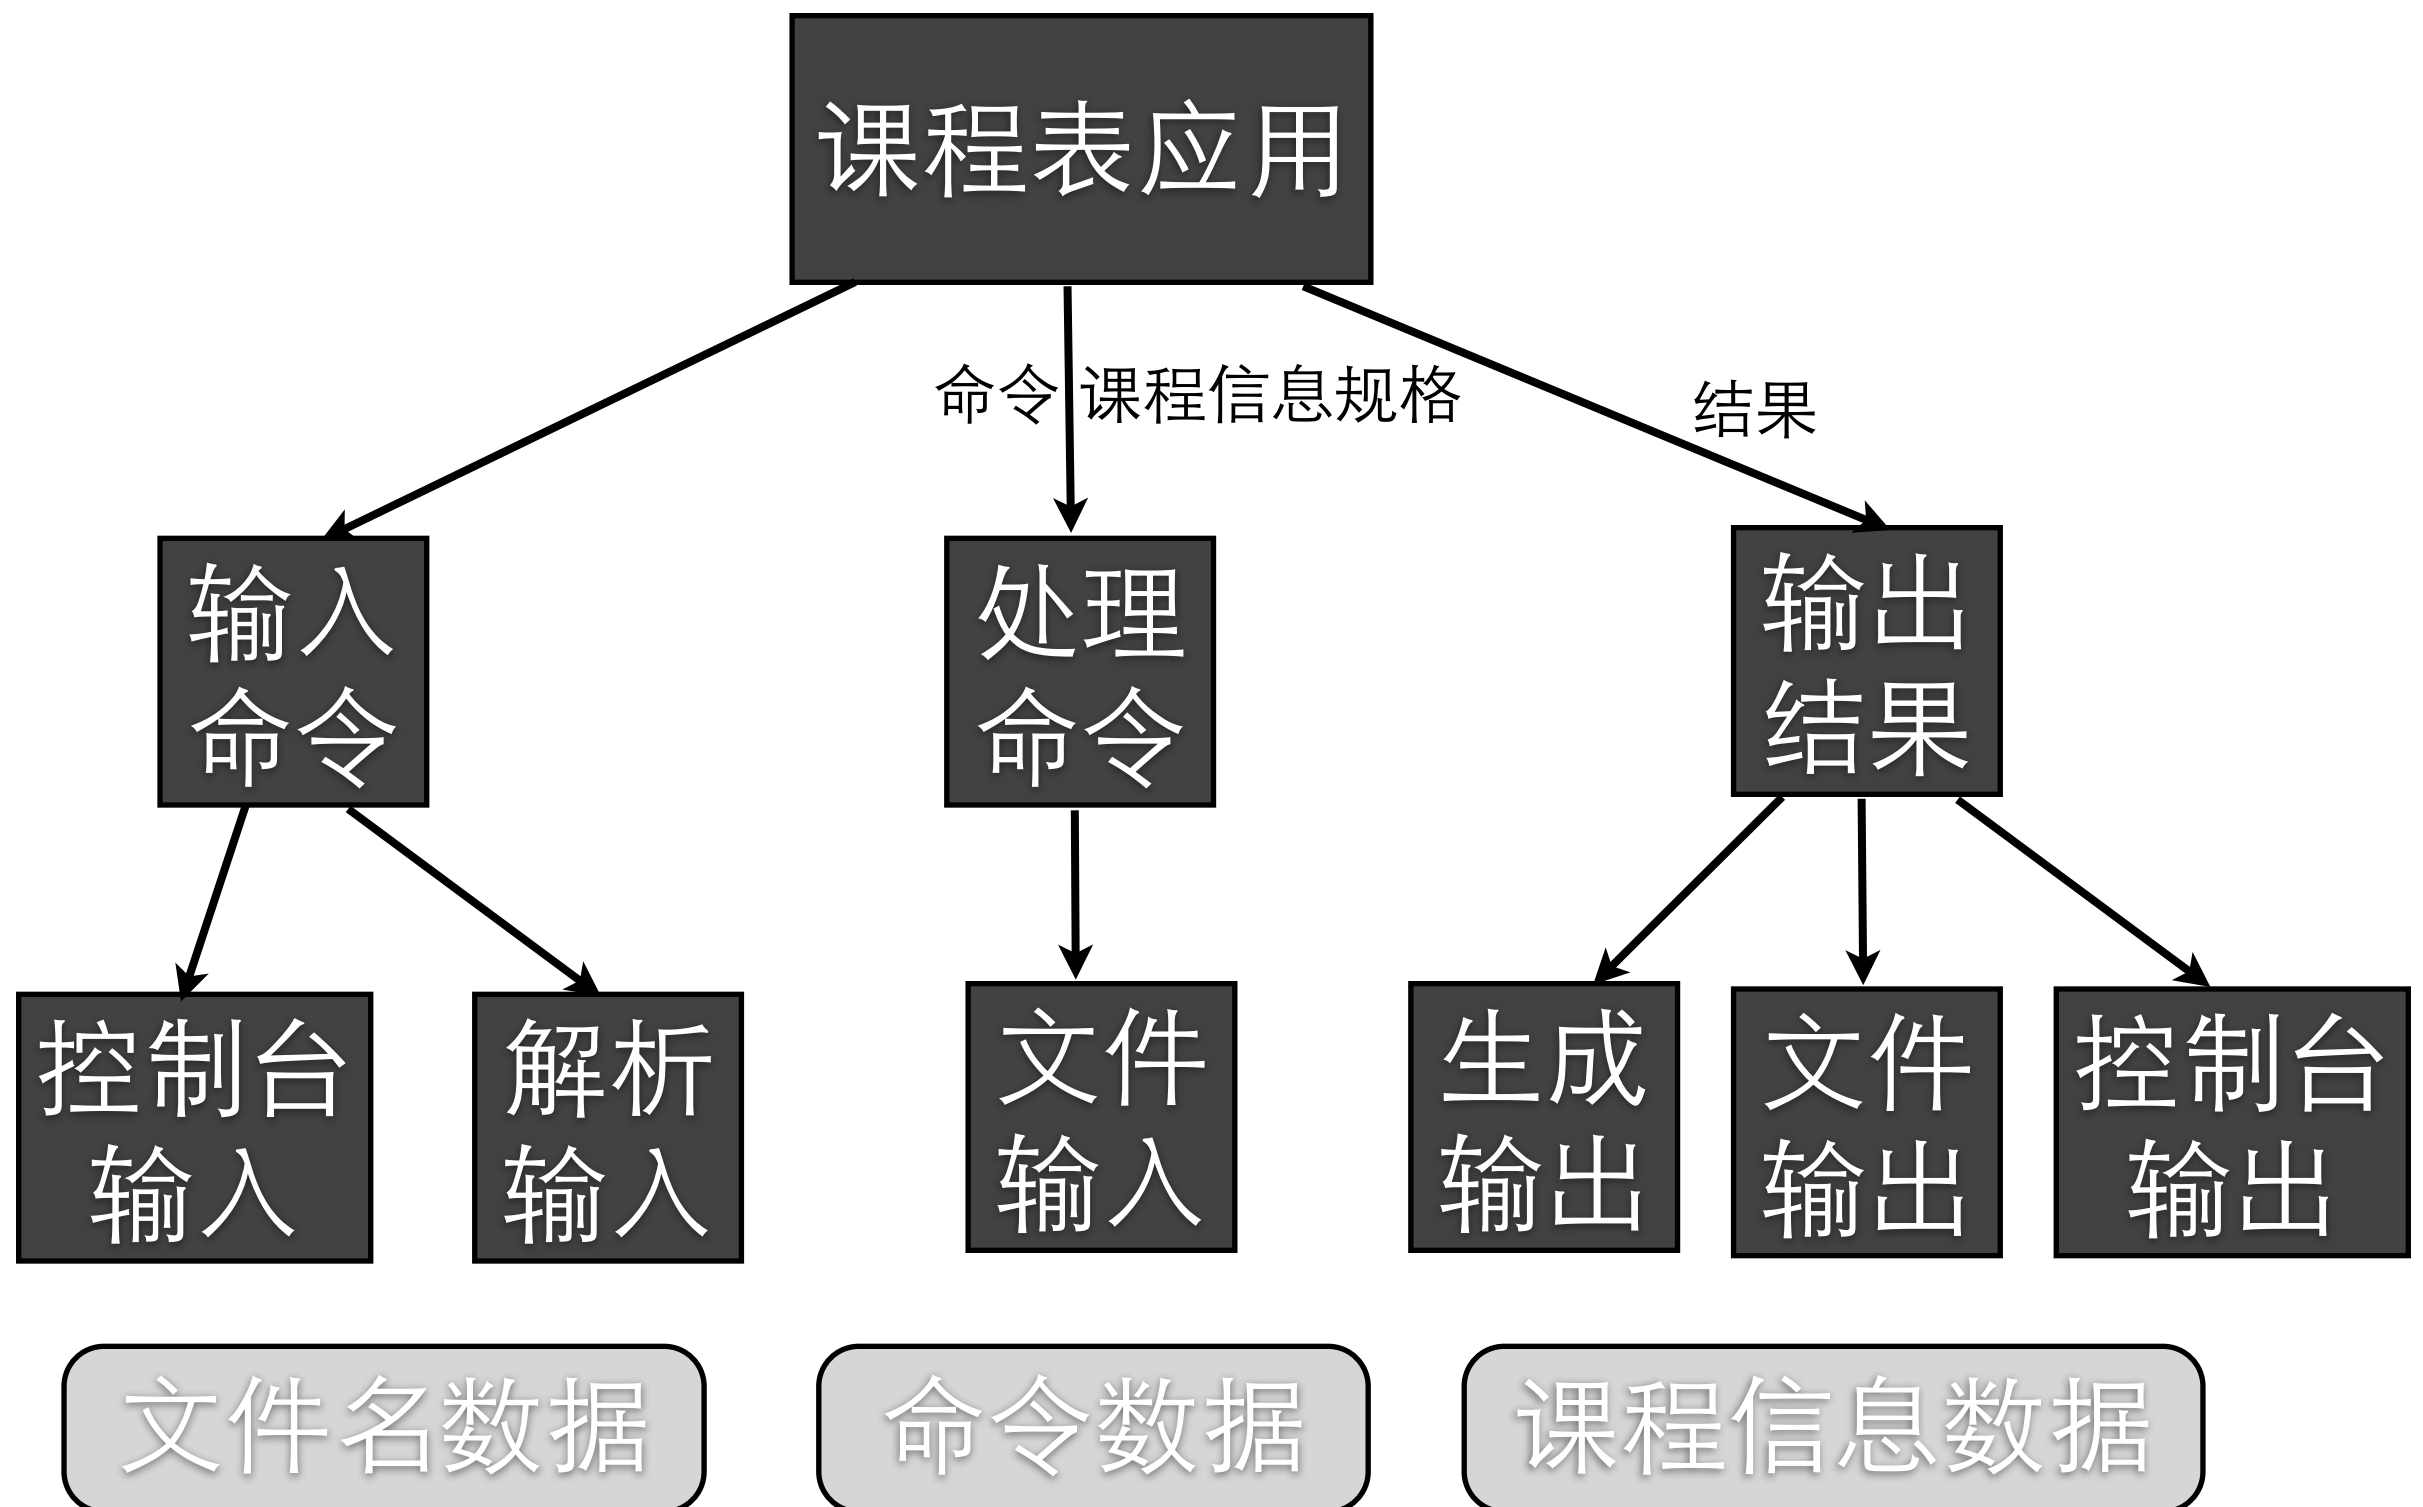 课程表应用
命令 课程信息规格
结果
输入
命令
处理
命令
输出
结果
控制台
输入
解析
输入
文件
输入
生成
输出
文件
输出
控制台
输出
文件名数据
命令数据
课程信息数据